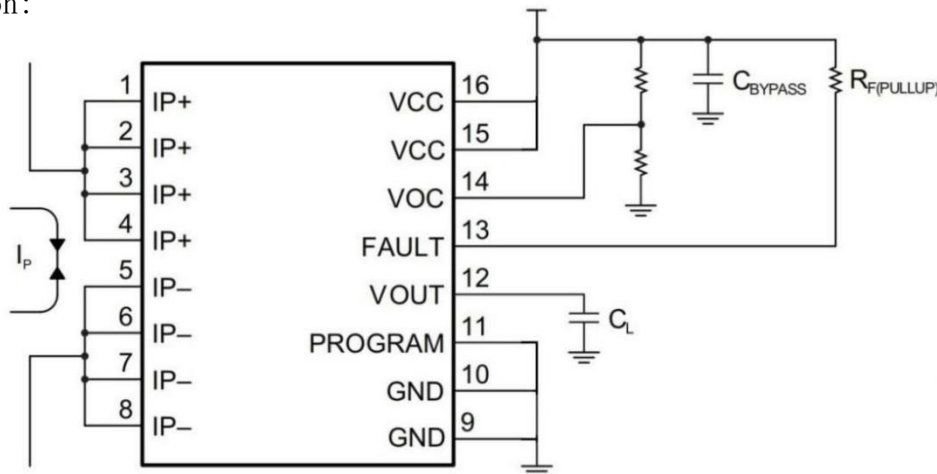 on:
1 IP+ VCC 16
2 IP+ VCC 15
3 IP+ VOC 14
4 IP+ FAULT 13
5 IP– VOUT 12
6 IP– PROGRAM 11
7 IP– GND 10
8 IP– GND 9
IP
CBYPASS
RF(PULLUP)
CL